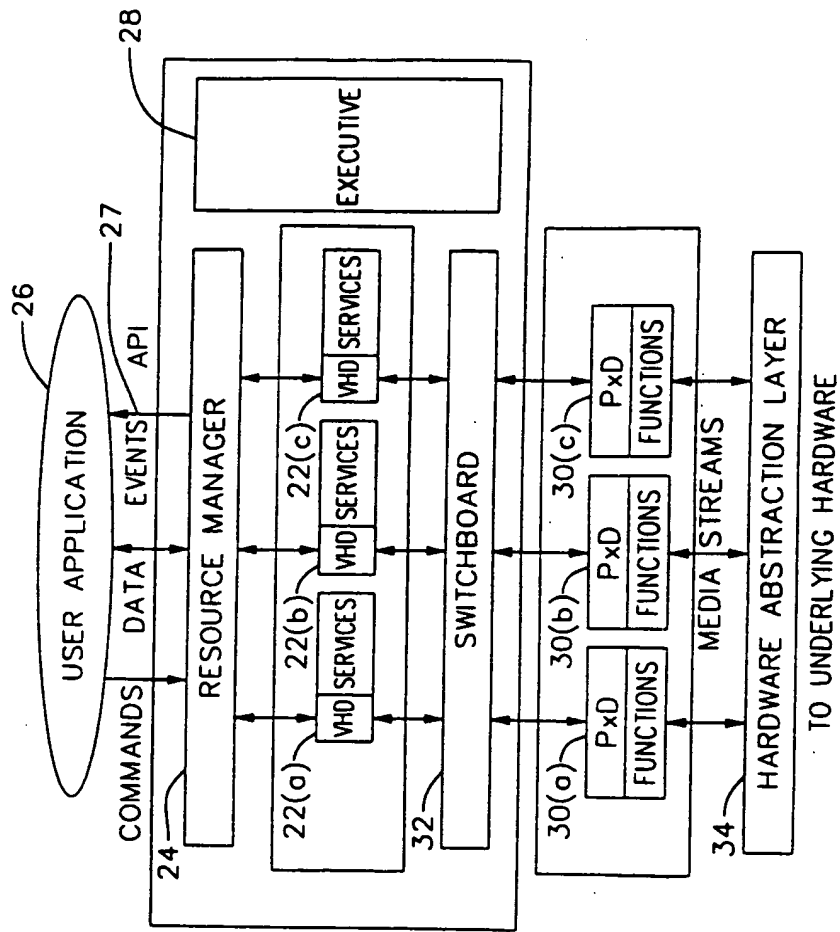 26
USER APPLICATION
27
28
COMMANDS DATA EVENTS API
24
RESOURCE MANAGER
EXECUTIVE
22(a) 22(b) 22(c)
VHD SERVICES VHD SERVICES VHD SERVICES
32
SWITCHBOARD
30(a) 30(b) 30(c)
PxD PxD PxD
FUNCTIONS FUNCTIONS FUNCTIONS
MEDIA STREAMS
34
HARDWARE ABSTRACTION LAYER
TO UNDERLYING HARDWARE